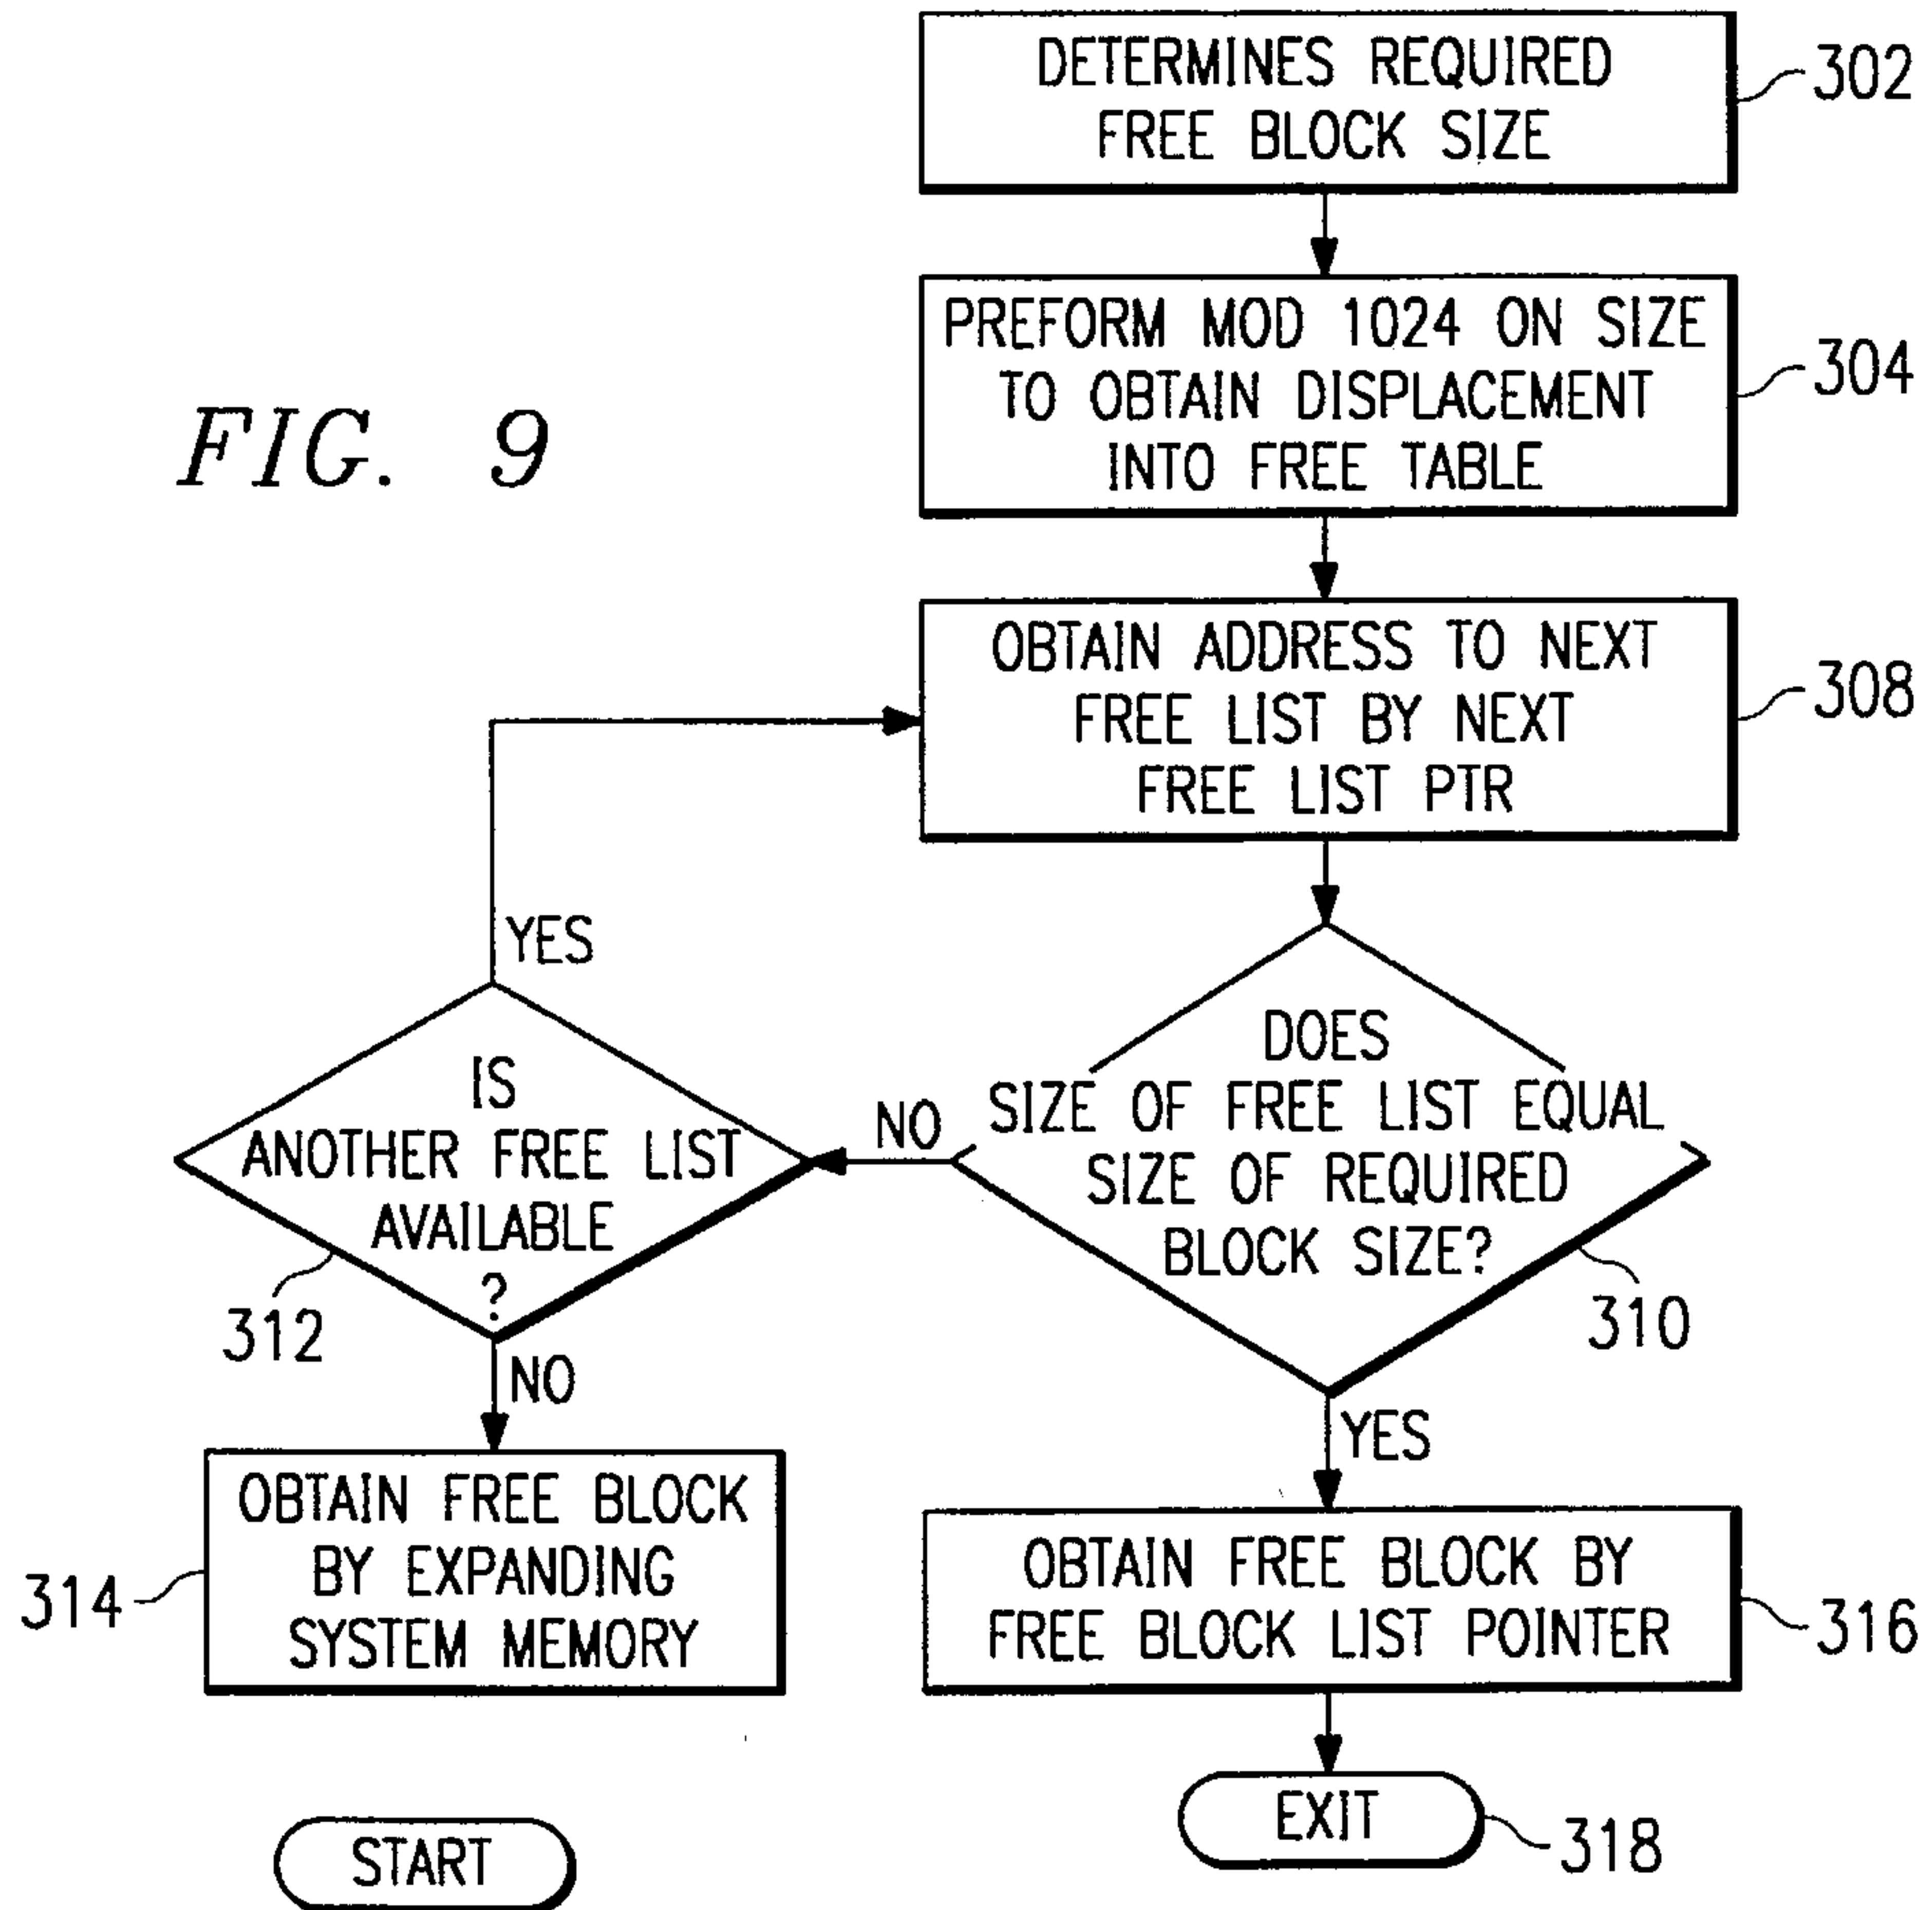 DETERMINES REQUIRED
FREE BLOCK SIZE
302
PREFORM MOD 1024 ON SIZE
TO OBTAIN DISPLACEMENT
INTO FREE TABLE
304
FIG. 9
OBTAIN ADDRESS TO NEXT
FREE LIST BY NEXT
FREE LIST PTR
308
YES
DOES
SIZE OF FREE LIST EQUAL
SIZE OF REQUIRED
BLOCK SIZE?
310
NO
IS
ANOTHER FREE LIST
AVAILABLE
?
312
NO
YES
OBTAIN FREE BLOCK
BY EXPANDING
SYSTEM MEMORY
314
OBTAIN FREE BLOCK BY
FREE BLOCK LIST POINTER
316
EXIT
318
START